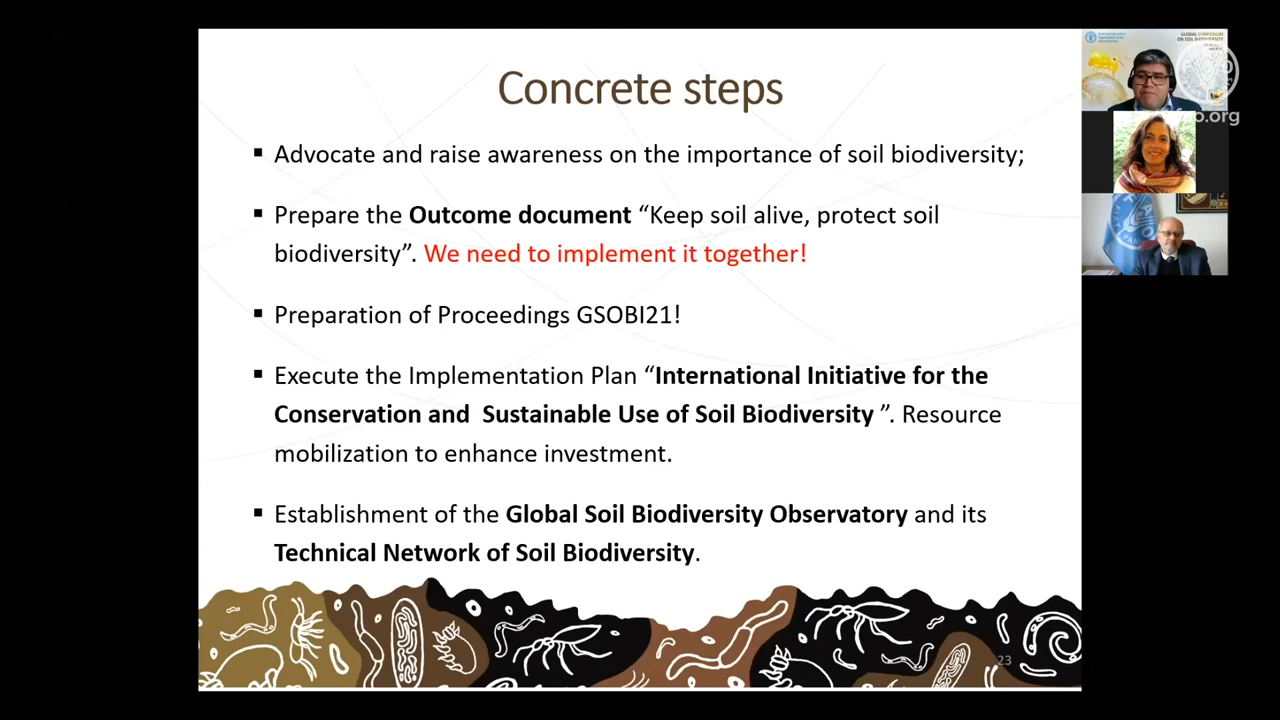 Concrete steps
▪ Advocate and raise awareness on the importance of soil biodiversity;
▪ Prepare the Outcome document “Keep soil alive, protect soil
biodiversity”. We need to implement it together!
▪ Preparation of Proceedings GSOBI21!
▪ Execute the Implementation Plan “International Initiative for the
Conservation and Sustainable Use of Soil Biodiversity ”. Resource
mobilization to enhance investment.
▪ Establishment of the Global Soil Biodiversity Observatory and its
Technical Network of Soil Biodiversity.
23
GLOBAL SYMPOSIUM
ON SOIL BIODIVERSITY